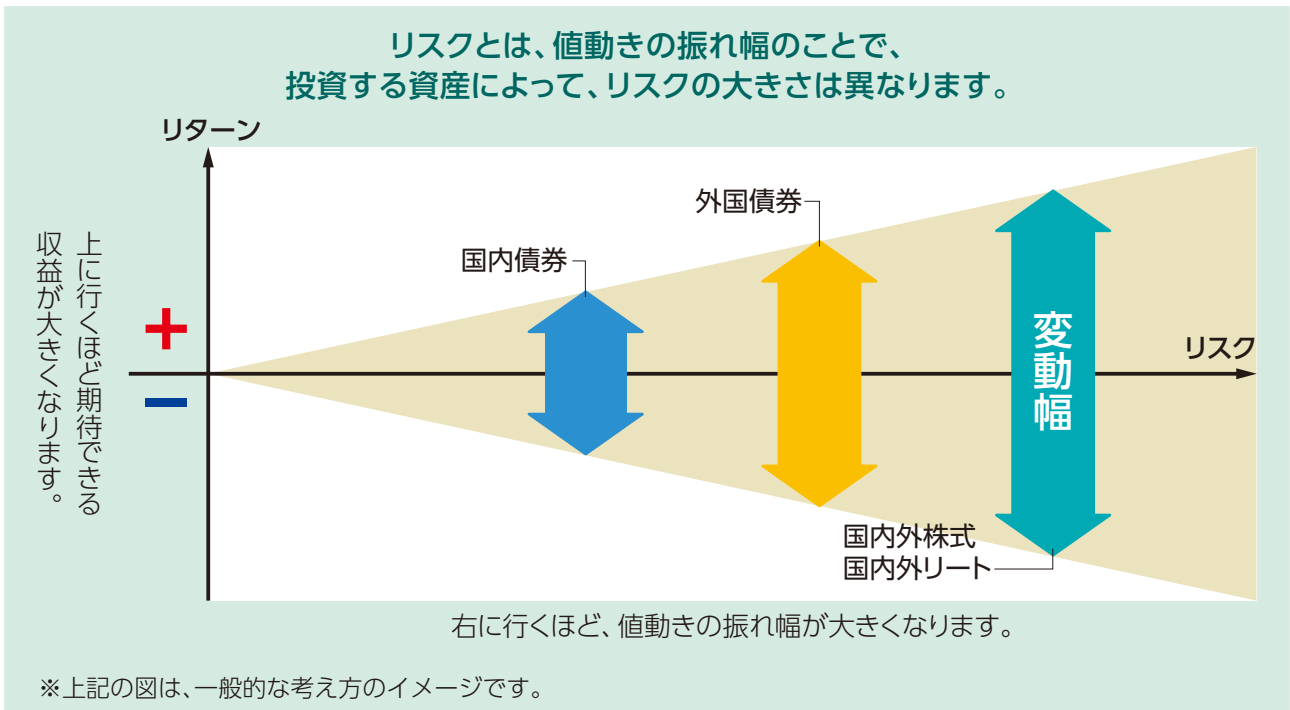 リスクとは、値動きの振れ幅のことで、
投資する資産によって、リスクの大きさは異なります。
リターン
上に行くほど期待できる
収益が大きくなります。
+
−
国内債券
外国債券
変動幅
リスク
国内外株式
国内外リート
右に行くほど、値動きの振れ幅が大きくなります。
※上記の図は、一般的な考え方のイメージです。